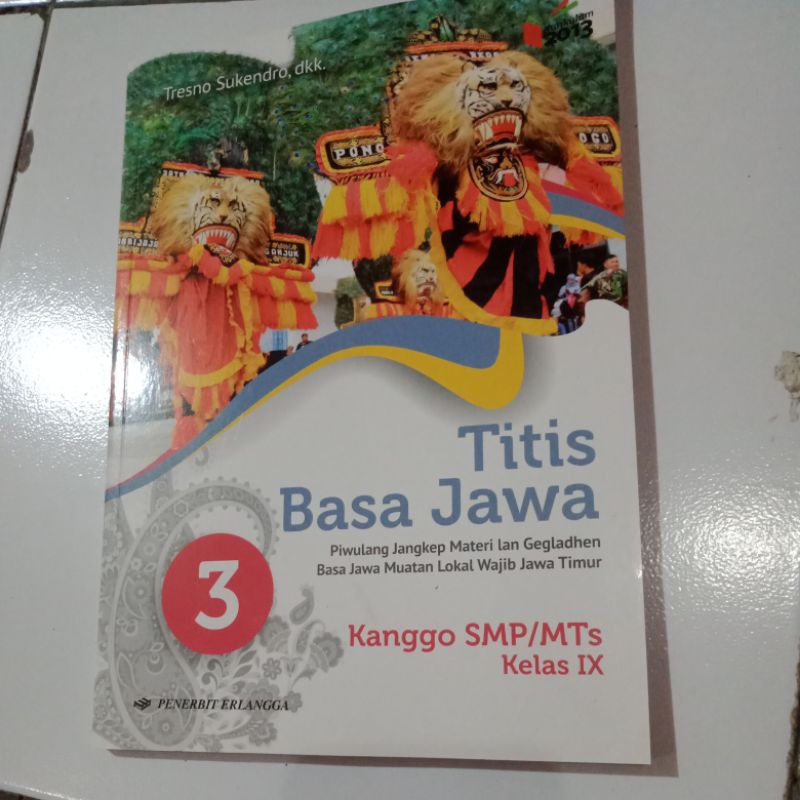 Tresno Sukendro, dkk.
2013
PONO
OGO
Titis
Basa Jawa
Piwulang Jangkep Materi lan Gegladhen
Basa Jawa Muatan Lokal Wajib Jawa Timur
3
Kanggo SMP/MTs
Kelas IX
PENERBIT ERLANGGA